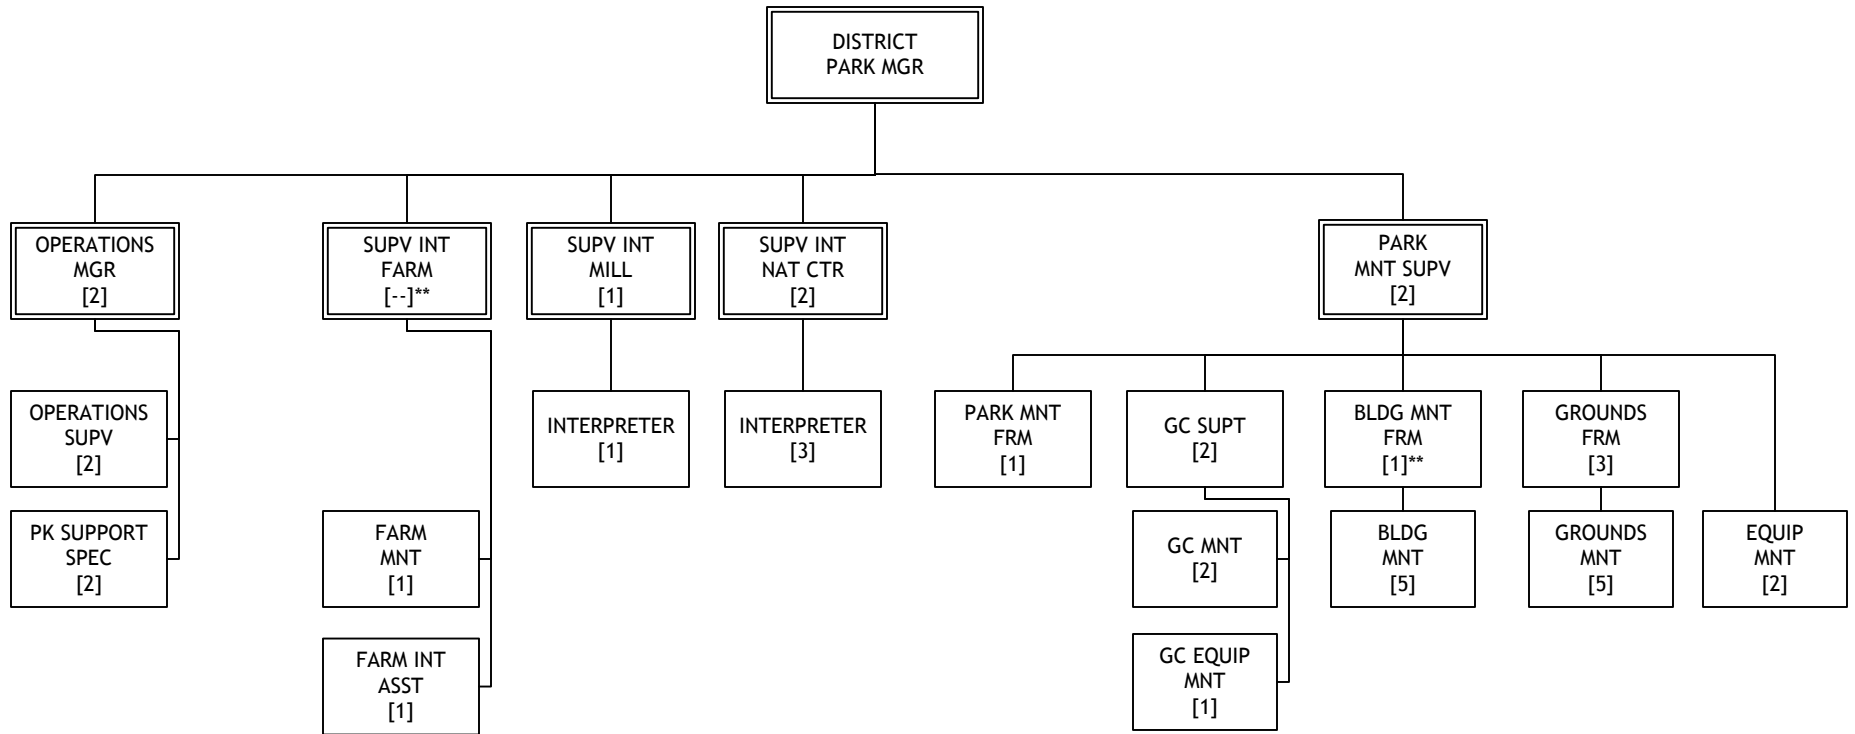 DISTRICT
PARK MGR
OPERATIONS
MGR
[2]
SUPV INT
FARM
[--]**
SUPV INT
MILL
[1]
SUPV INT
NAT CTR
[2]
PARK
MNT SUPV
[2]
OPERATIONS
SUPV
[2]
INTERPRETER
[1]
INTERPRETER
[3]
PARK MNT
FRM
[1]
GC SUPT
[2]
BLDG MNT
FRM
[1]**
GROUNDS
FRM
[3]
PK SUPPORT
SPEC
[2]
FARM
MNT
[1]
GC MNT
[2]
BLDG
MNT
[5]
GROUNDS
MNT
[5]
EQUIP
MNT
[2]
FARM INT
ASST
[1]
GC EQUIP
MNT
[1]